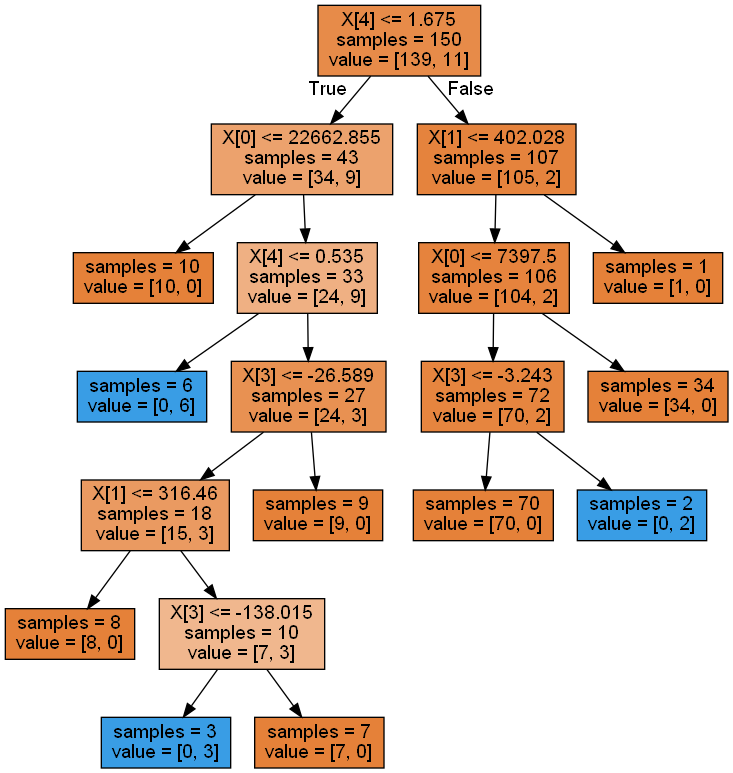 X[4] <= 1.675
samples = 150
value = [139, 11]
True
False
X[0] <= 22662.855
samples = 43
value = [34, 9]
X[1] <= 402.028
samples = 107
value = [105, 2]
samples = 10
value = [10, 0]
X[4] <= 0.535
samples = 33
value = [24, 9]
X[0] <= 7397.5
samples = 106
value = [104, 2]
samples = 1
value = [1, 0]
samples = 6
value = [0, 6]
X[3] <= -26.589
samples = 27
value = [24, 3]
X[3] <= -3.243
samples = 72
value = [70, 2]
samples = 34
value = [34, 0]
X[1] <= 316.46
samples = 18
value = [15, 3]
samples = 9
value = [9, 0]
samples = 70
value = [70, 0]
samples = 2
value = [0, 2]
samples = 8
value = [8, 0]
X[3] <= -138.015
samples = 10
value = [7, 3]
samples = 3
value = [0, 3]
samples = 7
value = [7, 0]